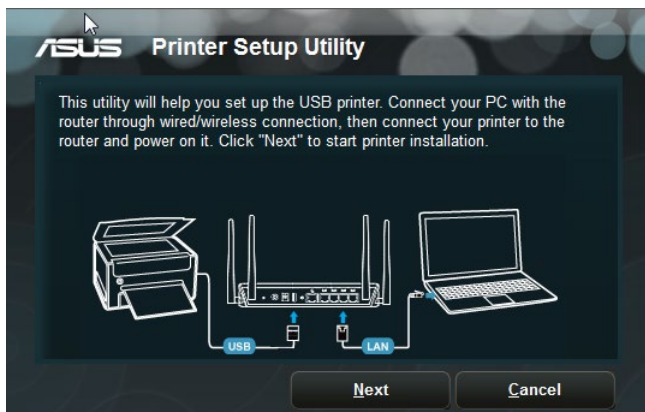 ASUS Printer Setup Utility
This utility will help you set up the USB printer. Connect your PC with the
router through wired/wireless connection, then connect your printer to the
router and power on it. Click "Next" to start printer installation.
USB
LAN
Next
Cancel